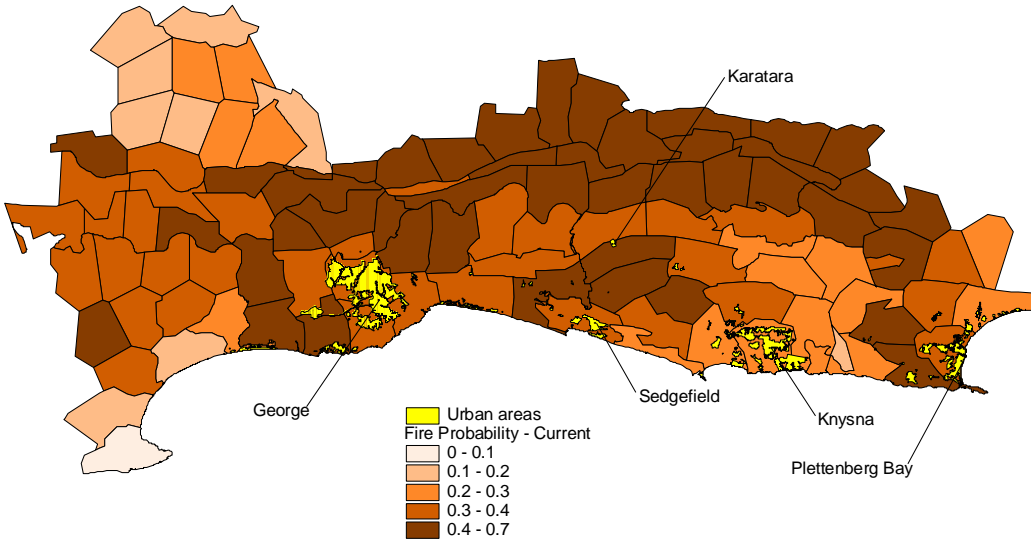 Karatara
George
Sedgefield
Knysna
Plettenberg Bay
Urban areas
Fire Probability - Current
0 - 0.1
0.1 - 0.2
0.2 - 0.3
0.3 - 0.4
0.4 - 0.7